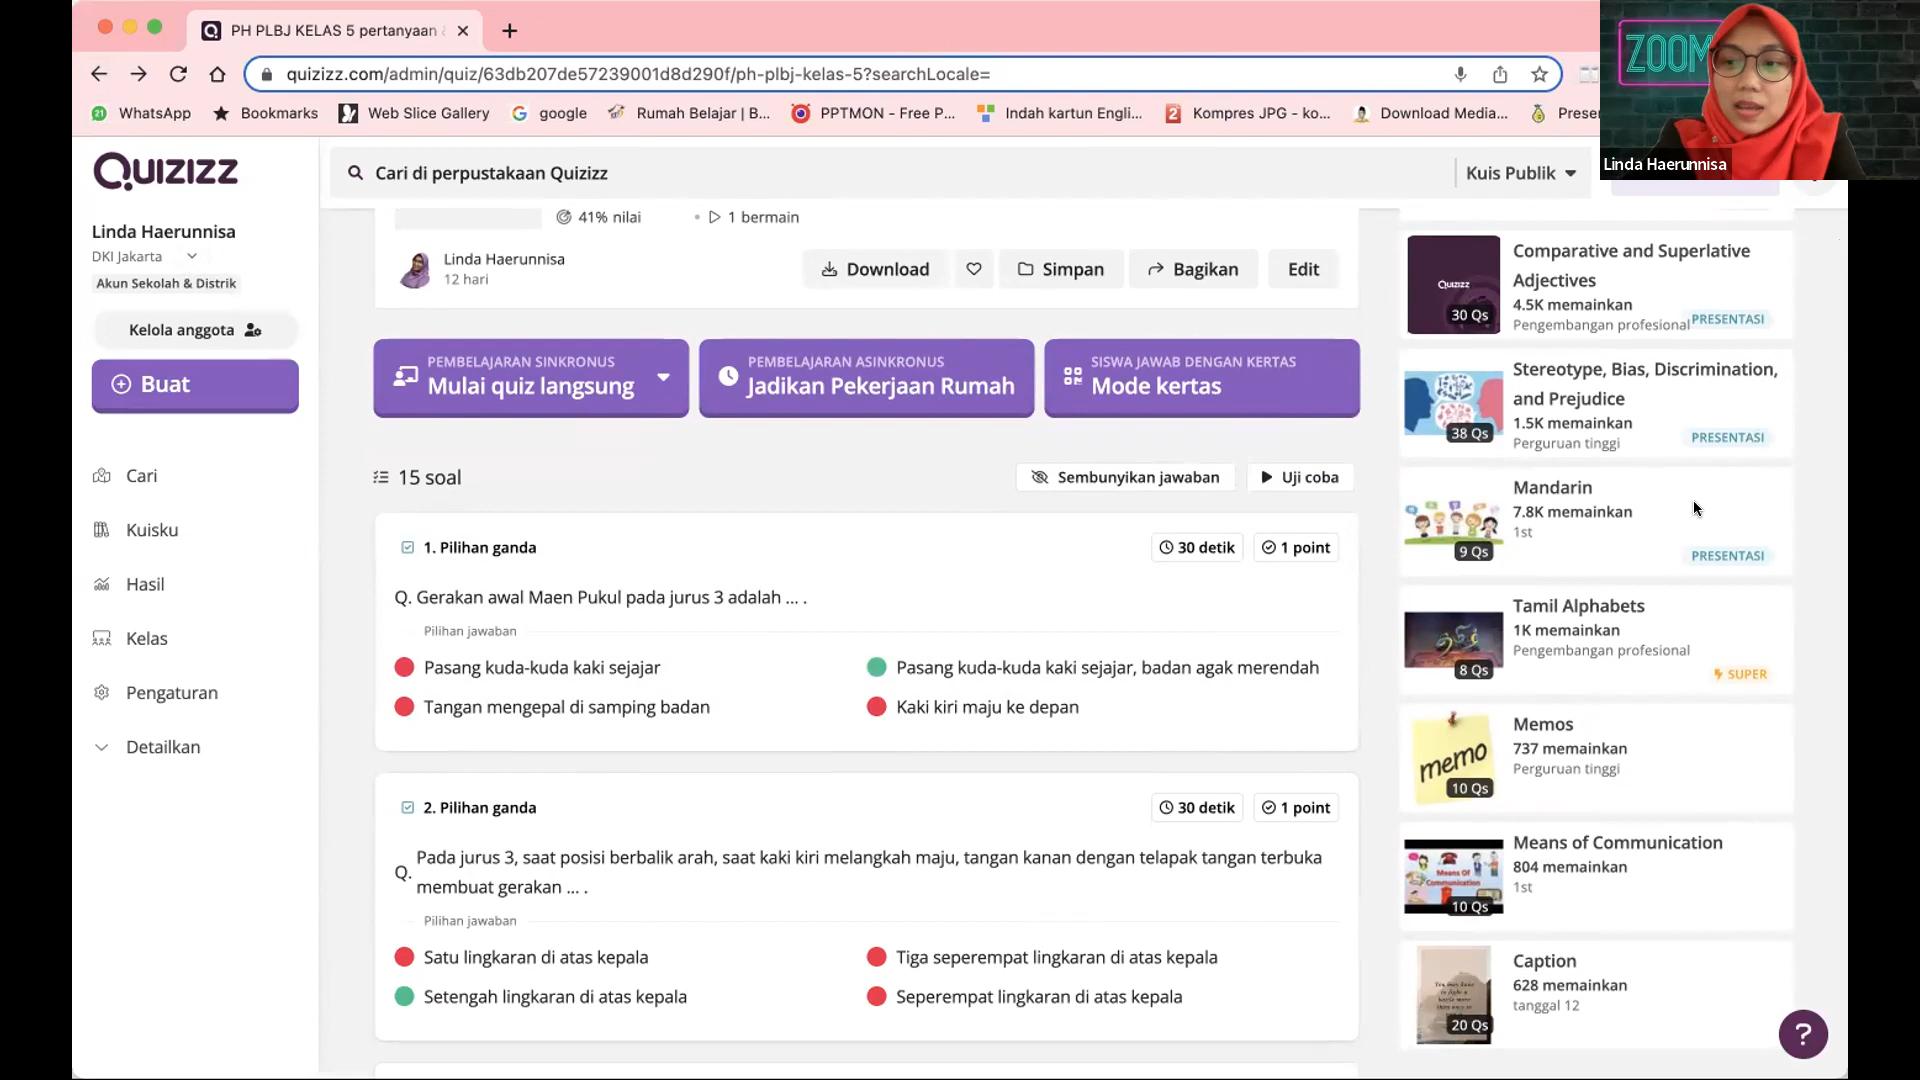 PH PLBJ KELAS 5 pertanyaan
quizizz.com/admin/quiz/63db207de57239001d8d290f/ph-plbj-kelas-5?searchLocale=
21 WhatsApp
Bookmarks
Web Slice Gallery
google
Rumah Belajar | B...
PPTMON - Free P...
Indah kartun Engli...
Kompres JPG - ko...
Download Media...
Presen
ZOOM
Linda Haerunnisa
QUIZIZZ
Cari di perpustakaan Quizizz
Kuis Publik
Linda Haerunnisa
DKI Jakarta
Akun Sekolah & Distrik
Kelola anggota
Buat
Cari
Kuisku
Hasil
Kelas
Pengaturan
Detailkan
41% nilai
• 1 bermain
Linda Haerunnisa
12 hari
Download
Simpan
Bagikan
Edit
PEMBELAJARAN SINKRONUS
Mulai quiz langsung
PEMBELAJARAN ASINKRONUS
Jadikan Pekerjaan Rumah
SISWA JAWAB DENGAN KERTAS
Mode kertas
15 soal
Sembunyikan jawaban
Uji coba
1. Pilihan ganda
30 detik
1 point
Q. Gerakan awal Maen Pukul pada jurus 3 adalah ... .
Pilihan jawaban
Pasang kuda-kuda kaki sejajar
Pasang kuda-kuda kaki sejajar, badan agak merendah
Tangan mengepal di samping badan
Kaki kiri maju ke depan
2. Pilihan ganda
30 detik
1 point
Q. Pada jurus 3, saat posisi berbalik arah, saat kaki kiri melangkah maju, tangan kanan dengan telapak tangan terbuka
membuat gerakan ... .
Pilihan jawaban
Satu lingkaran di atas kepala
Tiga seperempat lingkaran di atas kepala
Setengah lingkaran di atas kepala
Seperempat lingkaran di atas kepala
QUIZIZZ
30 Qs
Comparative and Superlative
Adjectives
4.5K memainkan
Pengembangan profesional
PRESENTASI
38 Qs
Stereotype, Bias, Discrimination,
and Prejudice
1.5K memainkan
Perguruan tinggi
PRESENTASI
9 Qs
Mandarin
7.8K memainkan
1st
PRESENTASI
8 Qs
Tamil Alphabets
1K memainkan
Pengembangan profesional
SUPER
memo
10 Qs
Memos
737 memainkan
Perguruan tinggi
Means Of
Communication
10 Qs
Means of Communication
804 memainkan
1st
20 Qs
Caption
628 memainkan
tanggal 12
?